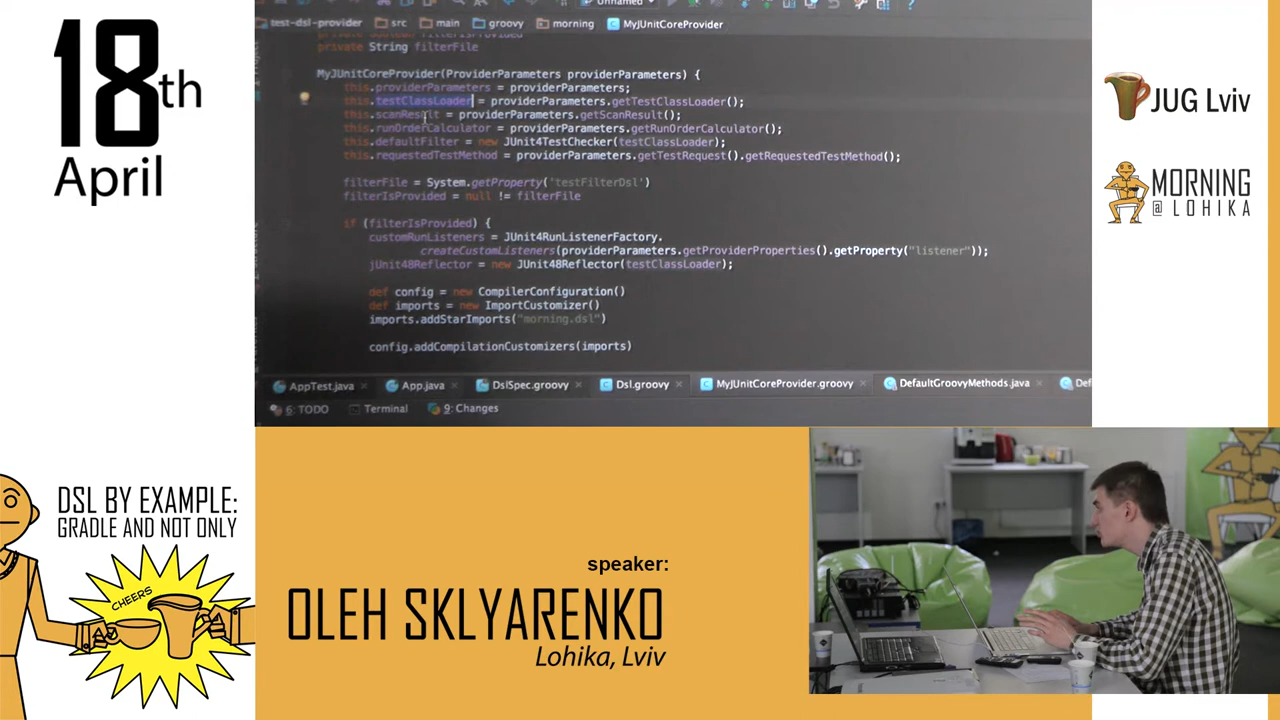 18th
April
Unnamed
test-dsl-provider src main groovy morning MyJUnitCoreProvider
private String filterFile
MyJUnitCoreProvider(ProviderParameters providerParameters) {
this.providerParameters = providerParameters;
this.testClassLoader = providerParameters.getTestClassLoader();
this.scanResult = providerParameters.getScanResult();
this.runOrderCalculator = providerParameters.getRunOrderCalculator();
this.defaultFilter = new JUnit4TestChecker(testClassLoader);
this.requestedTestMethod = providerParameters.getTestRequest().getRequestedTestMethod();
filterFile = System.getProperty('testFilterDsl')
filterIsProvided = null != filterFile
if (filterIsProvided) {
customRunListeners = JUnit4RunListenerFactory.
createCustomListeners(providerParameters.getProviderProperties().getProperty("listener"));
jUnit48Reflector = new JUnit48Reflector(testClassLoader);
def config = new CompilerConfiguration()
def imports = new ImportCustomizer()
imports.addStarImports("morning.dsl")
config.addCompilationCustomizers(imports)
AppTest.java App.java DslSpec.groovy Dsl.groovy MyJUnitCoreProvider.groovy DefaultGroovyMethods.java Def
6: TODO Terminal 9: Changes
JUG Lviv
MORNING
@ LOHIKA
DSL BY EXAMPLE:
GRADLE AND NOT ONLY
CHEERS
speaker:
OLEH SKLYARENKO
Lohika, Lviv